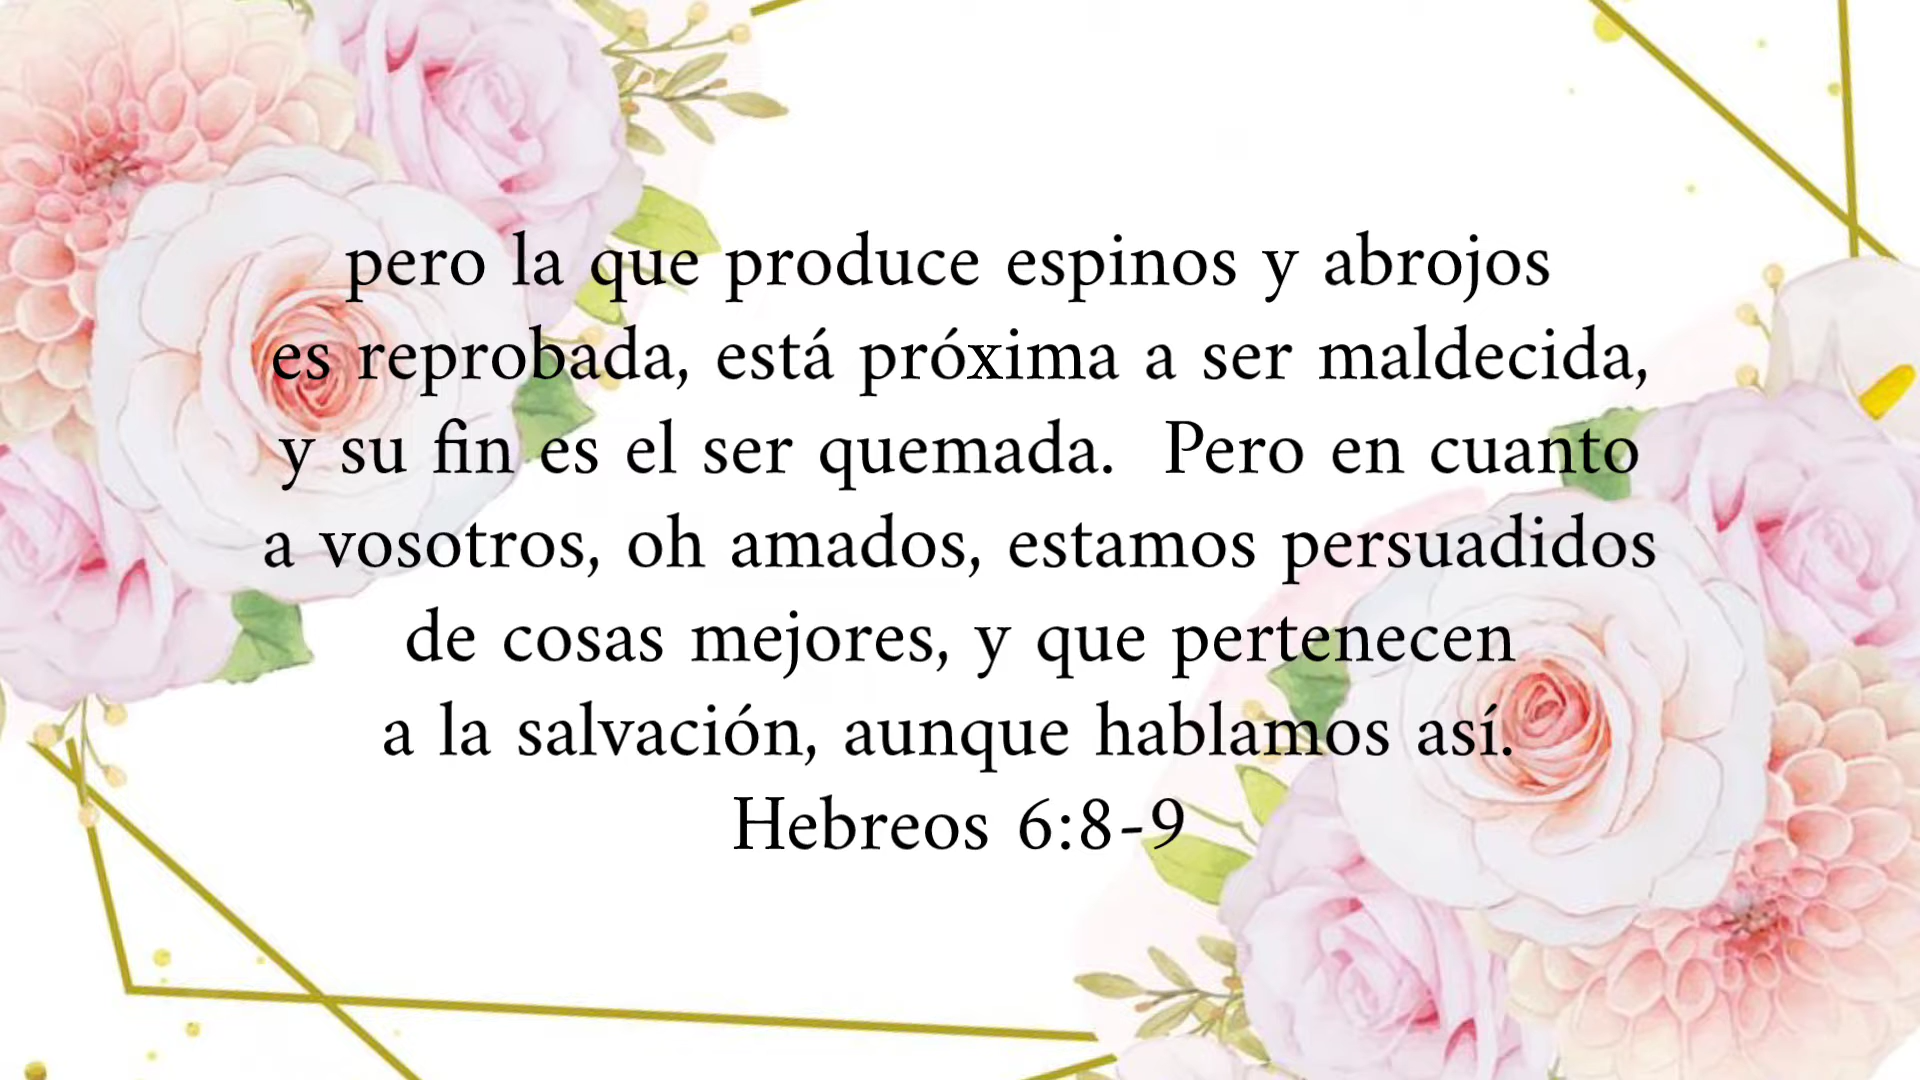 pero la que produce espinos y abrojos
es reprobada, está próxima a ser maldecida,
y su fin es el ser quemada.  Pero en cuanto
a vosotros, oh amados, estamos persuadidos
de cosas mejores, y que pertenecen
a la salvación, aunque hablamos así.
Hebreos 6:8-9